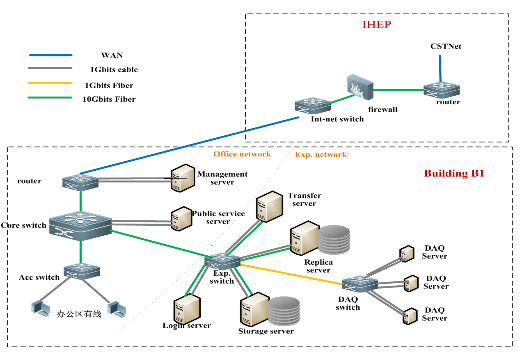 IHEP
CSTNet
WAN
1Gbits cable
1Gbits Fiber
10Gbits Fiber
firewall
router
Int-net switch
Office network
Exp. network
Building B1
router
Management
server
Transfer
server
Public service
server
Core switch
Replica
server
DAQ
Server
Acc switch
Exp.
switch
DAQ
Server
DAQ
switch
DAQ
Server
办公区有线
Login server
Storage server